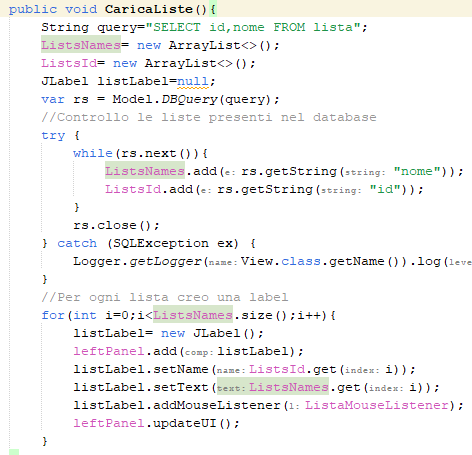 public void CaricaListe(){
String query="SELECT id,nome FROM lista";
ListsNames= new ArrayList<>();
ListsId= new ArrayList<>();
JLabel listLabel=null;
var rs = Model.DBQuery(query);
//Controllo le liste presenti nel database
try {
while(rs.next()){
ListsNames.add(e: rs.getString(string: "nome"));
ListsId.add(e: rs.getString(string: "id"));
}
rs.close();
} catch (SQLException ex) {
Logger.getLogger(name: View.class.getName()).log(leve
}
//Per ogni lista creo una label
for(int i=0;i<ListsNames.size();i++){
listLabel= new JLabel();
leftPanel.add(comp: listLabel);
listLabel.setName(name: ListsId.get(index: i));
listLabel.setText(text: ListsNames.get(index: i));
listLabel.addMouseListener(l: ListaMouseListener);
leftPanel.updateUI();
}